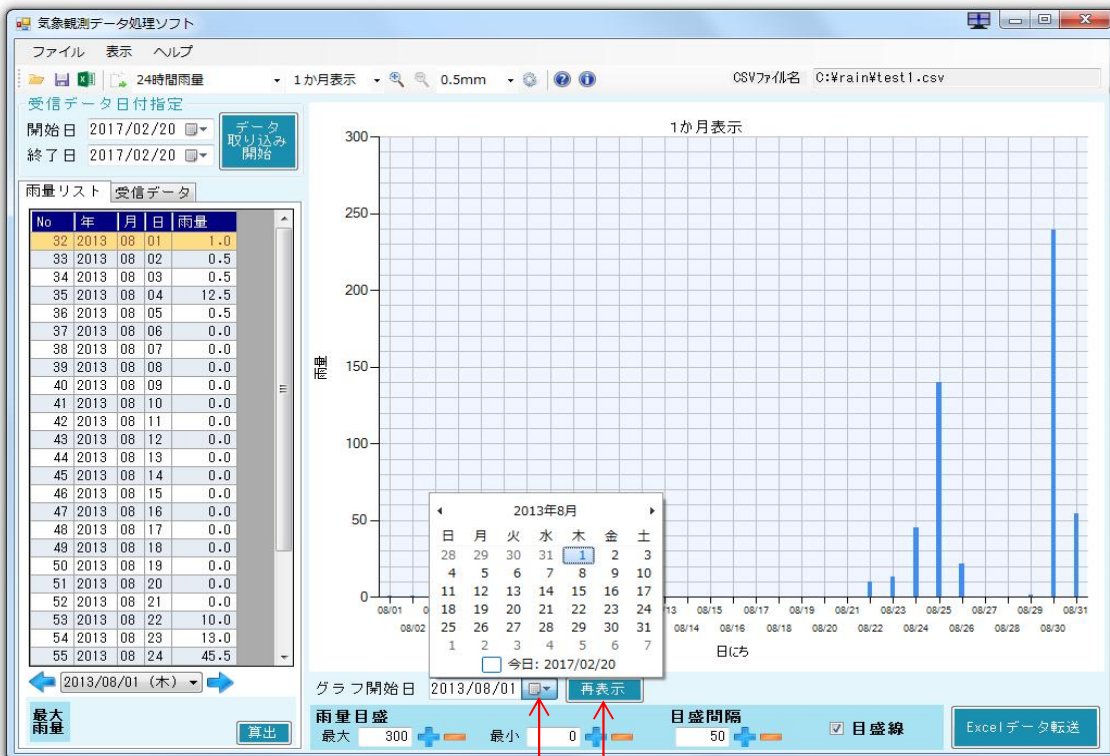 気象観測データ処理ソフト
ファイル 表示 ヘルプ
24時間雨量 1か月表示 0.5mm CSVファイル名 C:¥rain¥test1.csv
受信データ日付指定
開始日 2017/02/20
終了日 2017/02/20
データ
取り込み
開始
雨量リスト 受信データ
No 年 月 日 雨量
32 2013 08 01 1.0
33 2013 08 02 0.5
34 2013 08 03 0.5
35 2013 08 04 12.5
36 2013 08 05 0.5
37 2013 08 06 0.0
38 2013 08 07 0.0
39 2013 08 08 0.0
40 2013 08 09 0.0
41 2013 08 10 0.0
42 2013 08 11 0.0
43 2013 08 12 0.0
44 2013 08 13 0.0
45 2013 08 14 0.0
46 2013 08 15 0.0
47 2013 08 16 0.0
48 2013 08 17 0.0
49 2013 08 18 0.0
50 2013 08 19 0.0
51 2013 08 20 0.0
52 2013 08 21 0.0
53 2013 08 22 10.0
54 2013 08 23 13.0
55 2013 08 24 45.5
2013/08/01 (木)
最大
雨量
算出
1か月表示
300
250
200
雨量
150
100
50
0
2013年8月
日 月 火 水 木 金 土
28 29 30 31 1 2 3
4 5 6 7 8 9 10
11 12 13 14 15 16 17
18 19 20 21 22 23 24
25 26 27 28 29 30 31
1 2 3 4 5 6 7
今日: 2017/02/20
08/01 0 13 08/15 08/17 08/19 08/21 08/23 08/25 08/27 08/29 08/31
08/02 08/14 08/16 08/18 08/20 08/22 08/24 08/26 08/28 08/30
日にち
グラフ開始日 2013/08/01 再表示
雨量目盛 目盛間隔
最大 300 最小 0 50 目盛線
Excelデータ転送